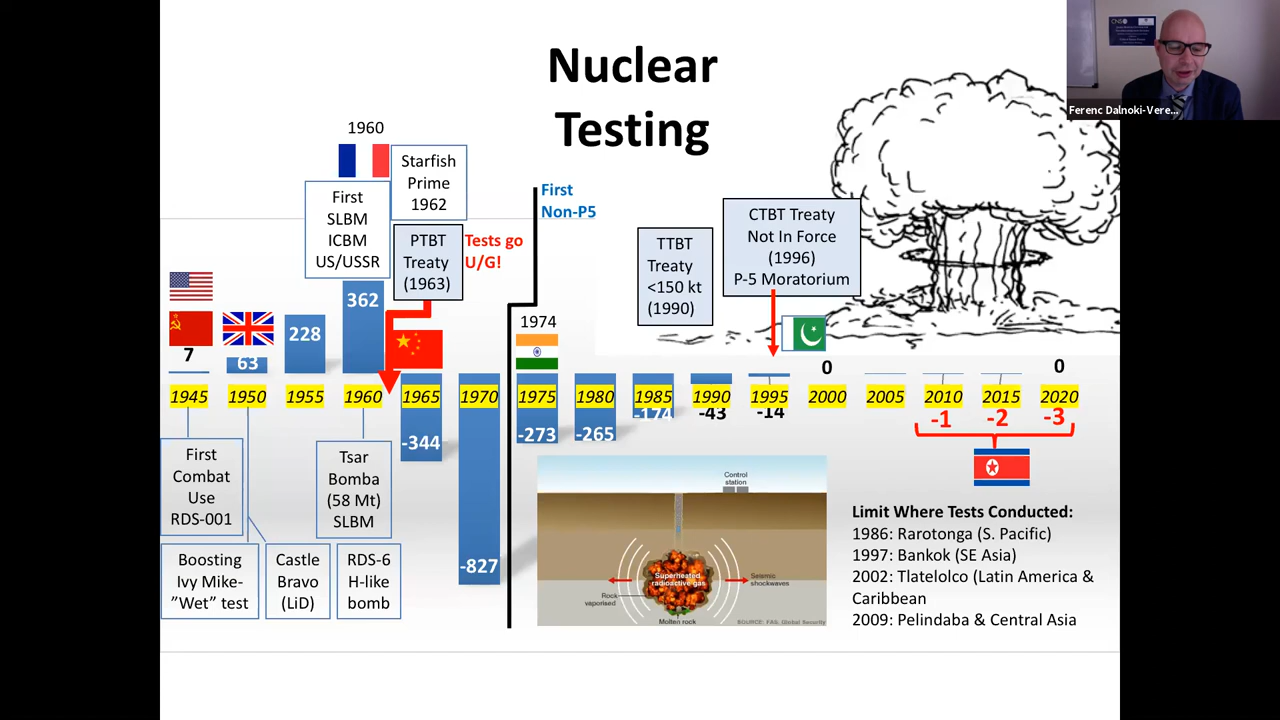 Nuclear
Testing
Ferenc Dalnoki-Vere...
1960
Starfish
Prime
1962
First
SLBM
ICBM
US/USSR
PTBT
Treaty
(1963)
Tests go
U/G!
First
Non-P5
TTBT
Treaty
<150 kt
(1990)
CTBT Treaty
Not In Force
(1996)
P-5 Moratorium
1974
7
63
228
362
0
0
1945
1950
1955
1960
1965
1970
1975
1980
1985
1990
1995
2000
2005
2010
2015
2020
-344
-827
-273
-265
-174
-43
-14
-1
-2
-3
First
Combat
Use
RDS-001
Tsar
Bomba
(58 Mt)
SLBM
Boosting
Ivy Mike-
”Wet” test
Castle
Bravo
(LiD)
RDS-6
H-like
bomb
Control
station
Superheated
radioactive gas
Seismic
shockwaves
Rock
vaporised
Molten rock
SOURCE: FAS, Global Security
Limit Where Tests Conducted:
1986: Rarotonga (S. Pacific)
1997: Bankok (SE Asia)
2002: Tlatelolco (Latin America &
Caribbean
2009: Pelindaba & Central Asia